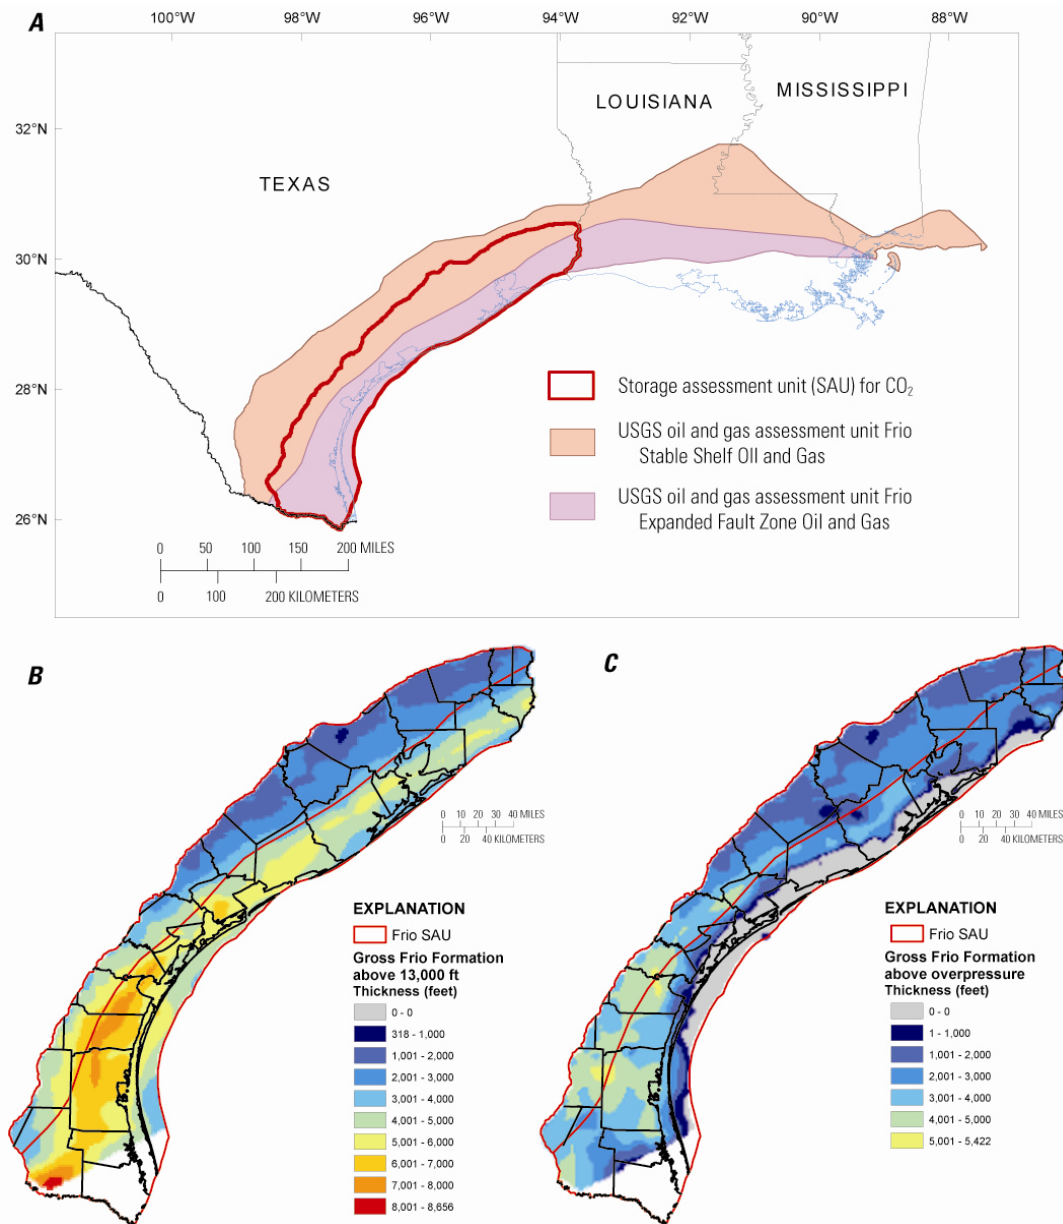 A
100°W 98°W 96°W 94°W 92°W 90°W 88°W
32°N
30°N
28°N
26°N
TEXAS
LOUISIANA
MISSISSIPPI
Storage assessment unit (SAU) for CO₂
USGS oil and gas assessment unit Frio
Stable Shelf OIl and Gas
USGS oil and gas assessment unit Frio
Expanded Fault Zone Oil and Gas
0 50 100 150 200 MILES
0 100 200 KILOMETERS
B
0 10 20 30 40 MILES
0 20 40 KILOMETERS
EXPLANATION
Frio SAU
Gross Frio Formation
above 13,000 ft
Thickness (feet)
0 - 0
318 - 1,000
1,001 - 2,000
2,001 - 3,000
3,001 - 4,000
4,001 - 5,000
5,001 - 6,000
6,001 - 7,000
7,001 - 8,000
8,001 - 8,656
C
0 10 20 30 40 MILES
0 20 40 KILOMETERS
EXPLANATION
Frio SAU
Gross Frio Formation
above overpressure
Thickness (feet)
0 - 0
1 - 1,000
1,001 - 2,000
2,001 - 3,000
3,001 - 4,000
4,001 - 5,000
5,001 - 5,422